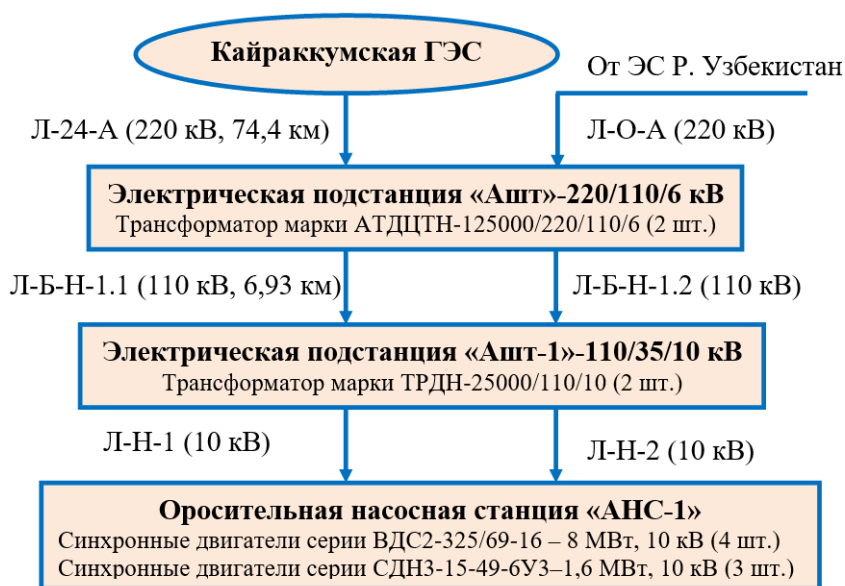 Кайраккумская ГЭС
От ЭС Р. Узбекистан
Л-24-А (220 кВ, 74,4 км)
Л-О-А (220 кВ)
Электрическая подстанция «Ашт»-220/110/6 кВ
Трансформатор марки АТДЦТН-125000/220/110/6 (2 шт.)
Л-Б-Н-1.1 (110 кВ, 6,93 км)
Л-Б-Н-1.2 (110 кВ)
Электрическая подстанция «Ашт-1»-110/35/10 кВ
Трансформатор марки ТРДН-25000/110/10 (2 шт.)
Л-Н-1 (10 кВ)
Л-Н-2 (10 кВ)
Оросительная насосная станция «АНС-1»
Синхронные двигатели серии ВДС2-325/69-16 – 8 МВт, 10 кВ (4 шт.)
Синхронные двигатели серии СДНЗ-15-49-6УЗ–1,6 МВт, 10 кВ (3 шт.)